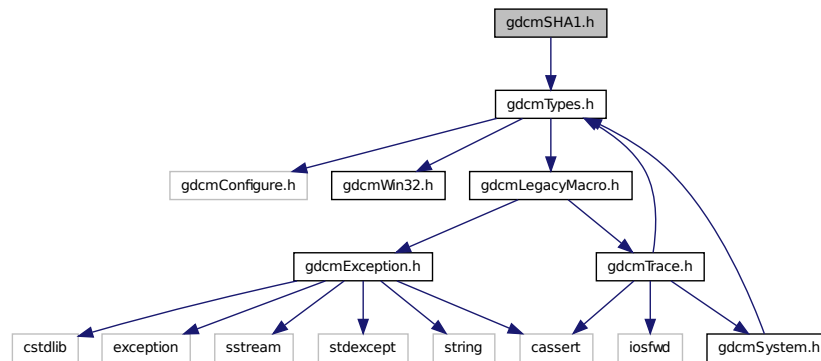 gdcmSHA1.h
gdcmTypes.h
gdcmConfigure.h
gdcmWin32.h
gdcmLegacyMacro.h
gdcmException.h
gdcmTrace.h
cstdlib
exception
sstream
stdexcept
string
cassert
iosfwd
gdcmSystem.h